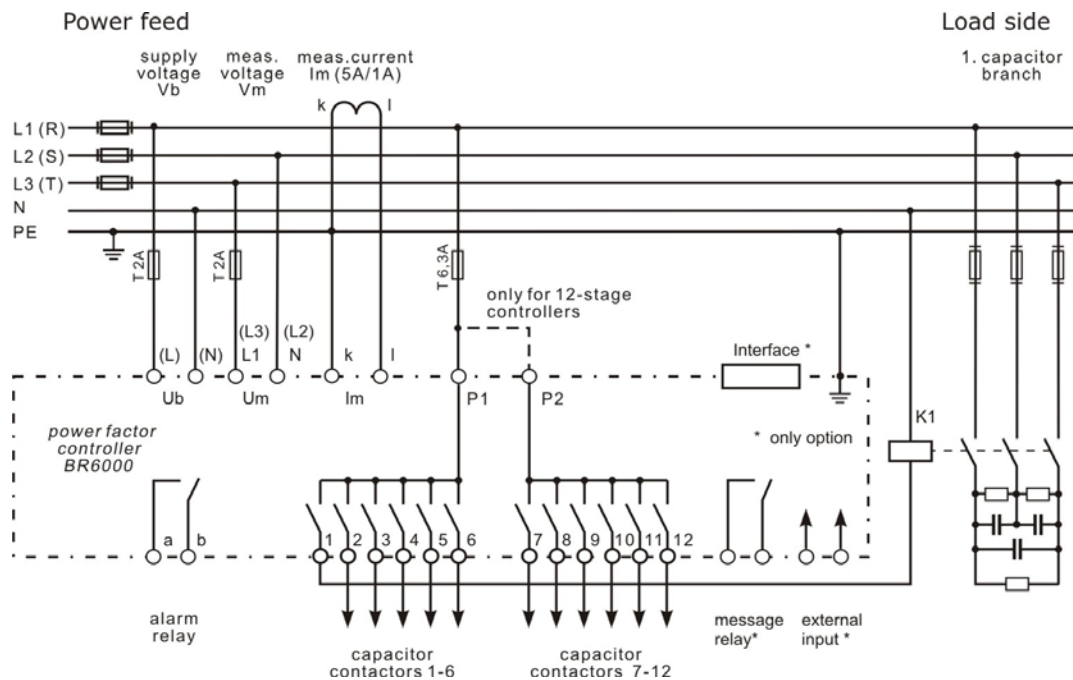 Power feed
Load side
supply
voltage
Vb
meas.
voltage
Vm
meas.current
Im (5A/1A)
1. capacitor
branch
k
l
L1 (R)
L2 (S)
L3 (T)
N
PE
T 2A
T 2A
T 6,3A
only for 12-stage
controllers
(L)
(N)
(L3)
L1
(L2)
N
k
l
Interface *
Ub
Um
Im
P1
P2
K1
* only option
power factor
controller
BR6000
a
b
1
2
3
4
5
6
7
8
9
10
11
12
alarm
relay
capacitor
contactors 1-6
capacitor
contactors 7-12
message
relay*
external
input *